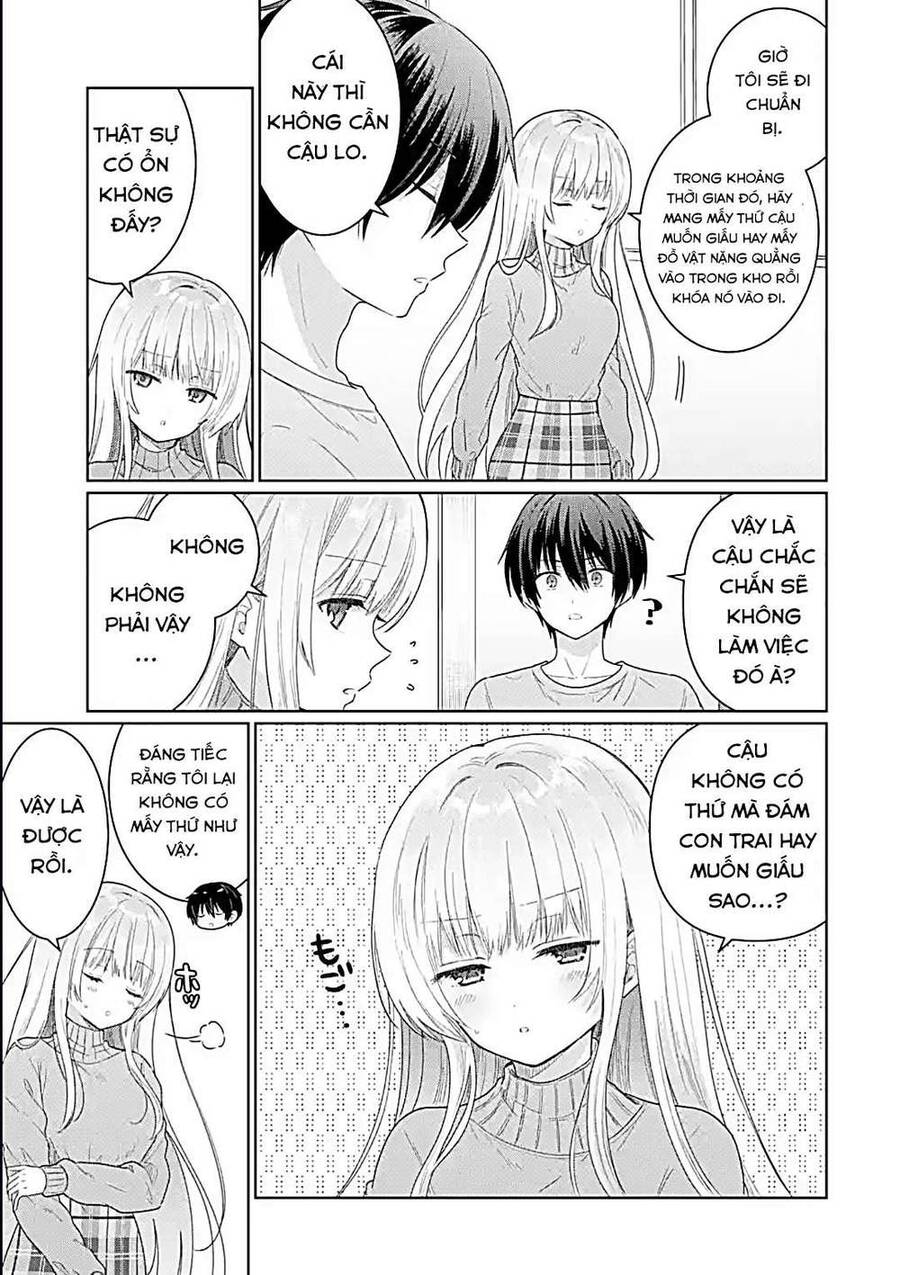 GIỜ
TÔI SẼ ĐI
CHUẨN
BỊ.
TRONG KHOẢNG
THỜI GIAN ĐÓ, HÃY
MANG MẤY THỨ CẬU
MUỐN GIẤU HAY MẤY
ĐỒ VẬT NẶNG QUẲNG
VÀO TRONG KHO RỒI
KHÓA NÓ VÀO ĐI.
CÁI
NÀY THÌ
KHÔNG CẦN
CẬU LO.
THẬT SỰ
CÓ ỔN
KHÔNG
ĐẤY?
VẬY LÀ
CẬU CHẮC
CHẮN SẼ
KHÔNG
LÀM VIỆC
ĐÓ À?
?
KHÔNG
KHÔNG
PHẢI VẬY
...
CẬU
KHÔNG CÓ
THỨ MÀ ĐÁM
CON TRAI HAY
MUỐN GIẤU
SAO...?
もご...
ĐÁNG TIẾC
RẰNG TÔI LẠI
KHÔNG CÓ
MẤY THỨ NHƯ
VẬY.
VẬY LÀ
ĐƯỢC
RỒI.
ホッ